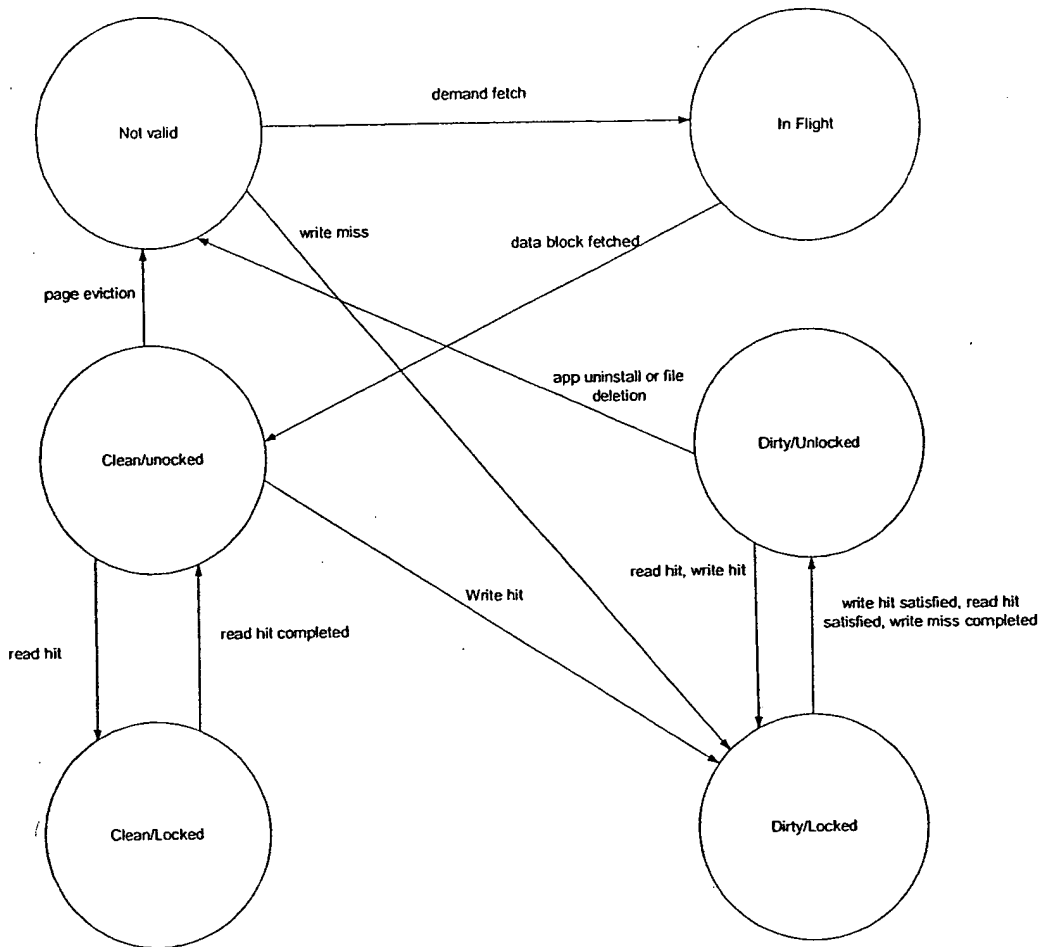 demand fetch
Not valid
In Flight
write miss
data block fetched
page eviction
app uninstall or file
deletion
Clean/unocked
Dirty/Unlocked
read hit, write hit
Write hit
write hit satisfied, read hit
satisfied, write miss completed
read hit completed
read hit
Clean/Locked
Dirty/Locked